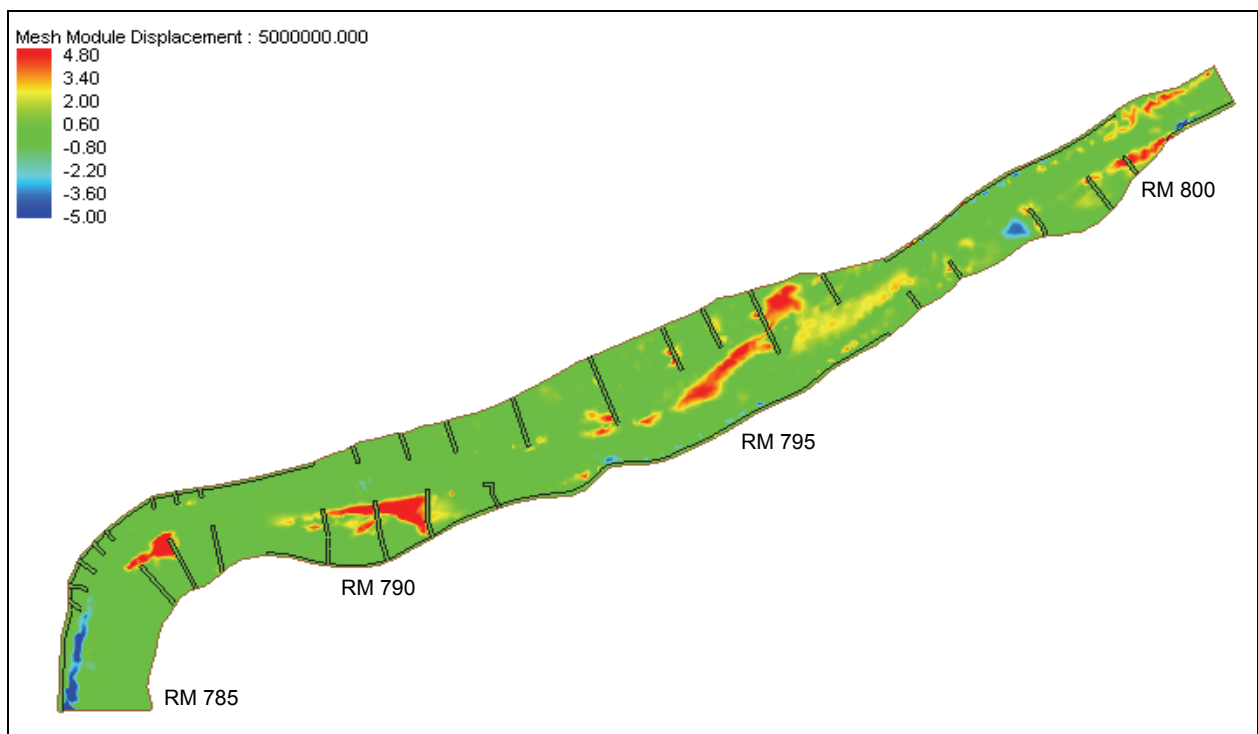 Mesh Module Displacement : 5000000.000
4.80
3.40
2.00
0.60
-0.80
-2.20
-3.60
-5.00
RM 800
RM 795
RM 790
RM 785